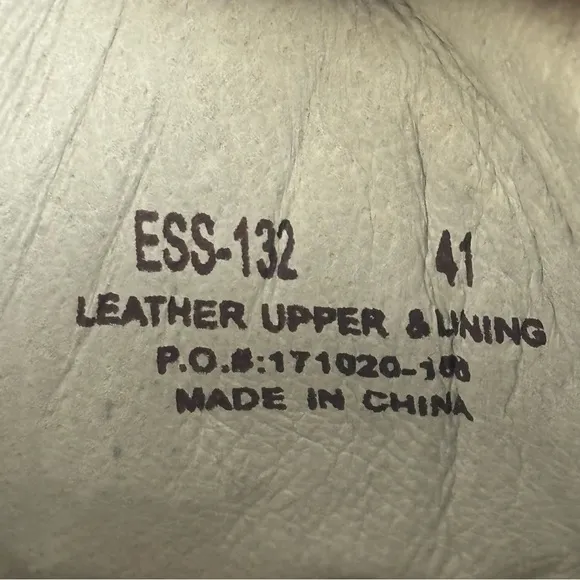 ESS-132 41
LEATHER UPPER & LINING
P.O.#:171020-100
MADE IN CHINA